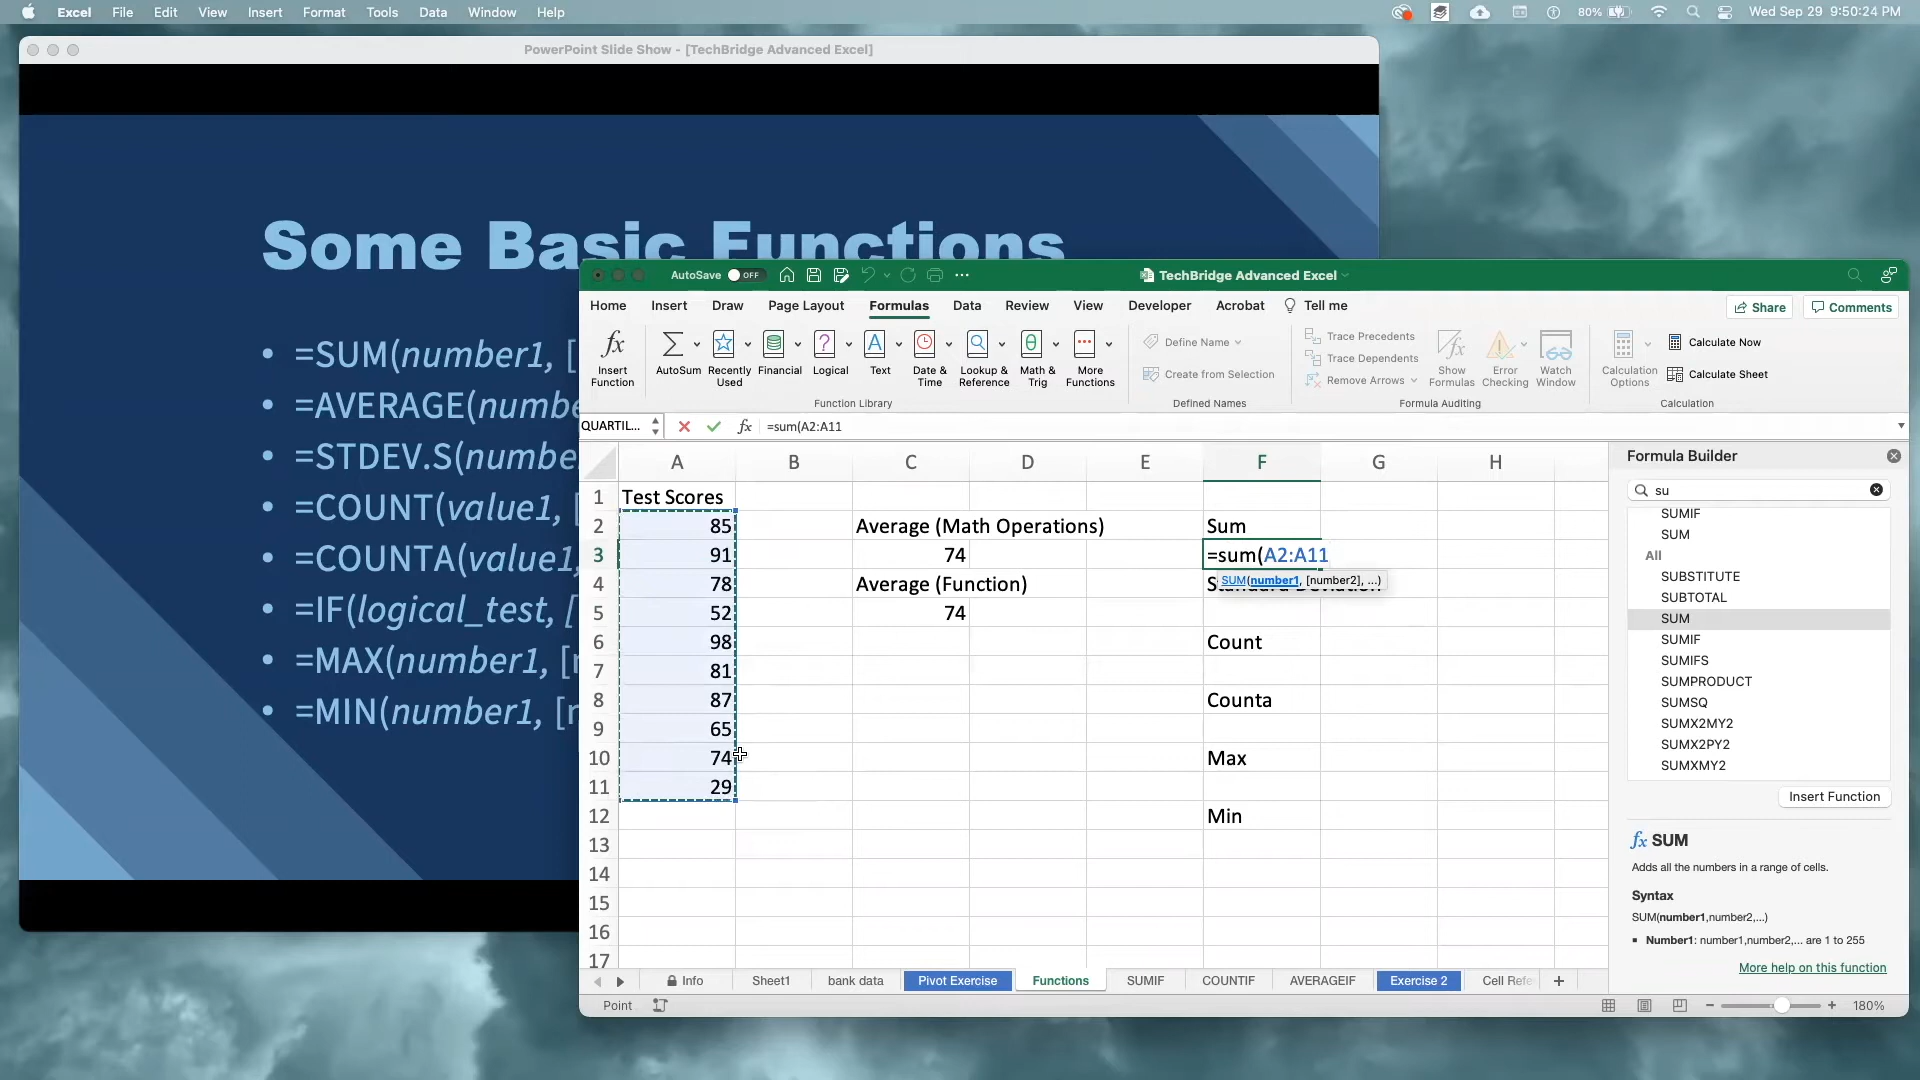 Excel File Edit View Insert Format Tools Data Window Help 80% Wed Sep 29 9:50:24 PM
PowerPoint Slide Show - [TechBridge Advanced Excel]
Some Basic Functions
• =SUM(number1, [
• =AVERAGE(numbe
• =STDEV.S(number
• =COUNT(value1, [
• =COUNTA(value1,
• =IF(logical_test, [
• =MAX(number1, [n
• =MIN(number1, [n
AutoSave OFF TechBridge Advanced Excel
Home Insert Draw Page Layout Formulas Data Review View Developer Acrobat Tell me Share Comments
Insert Function
AutoSum
Recently Used
Financial
Logical
Text
Date & Time
Lookup & Reference
Math & Trig
More Functions
Function Library
Define Name
Create from Selection
Defined Names
Trace Precedents
Trace Dependents
Remove Arrows
Show Formulas
Error Checking
Watch Window
Formula Auditing
Calculation Options
Calculate Now
Calculate Sheet
Calculation
QUARTIL... fx =sum(A2:A11
A B C D E F G H
1 Test Scores
2 85 Average (Math Operations) Sum
3 91 74 =sum(A2:A11
SUM(number1, [number2], ...)
4 78 Average (Function) Standard Deviation
5 52 74
6 98 Count
7 81
8 87 Counta
9 65
10 74 Max
11 29
12 Min
13
14
15
16
17
Formula Builder
su
SUMIF
SUM
All
SUBSTITUTE
SUBTOTAL
SUM
SUMIF
SUMIFS
SUMPRODUCT
SUMSQ
SUMX2MY2
SUMX2PY2
SUMXMY2
Insert Function
fx SUM
Adds all the numbers in a range of cells.
Syntax
SUM(number1,number2,...)
▪ Number1: number1,number2,... are 1 to 255
More help on this function
Info Sheet1 bank data Pivot Exercise Functions SUMIF COUNTIF AVERAGEIF Exercise 2 Cell Refe +
Point 180%